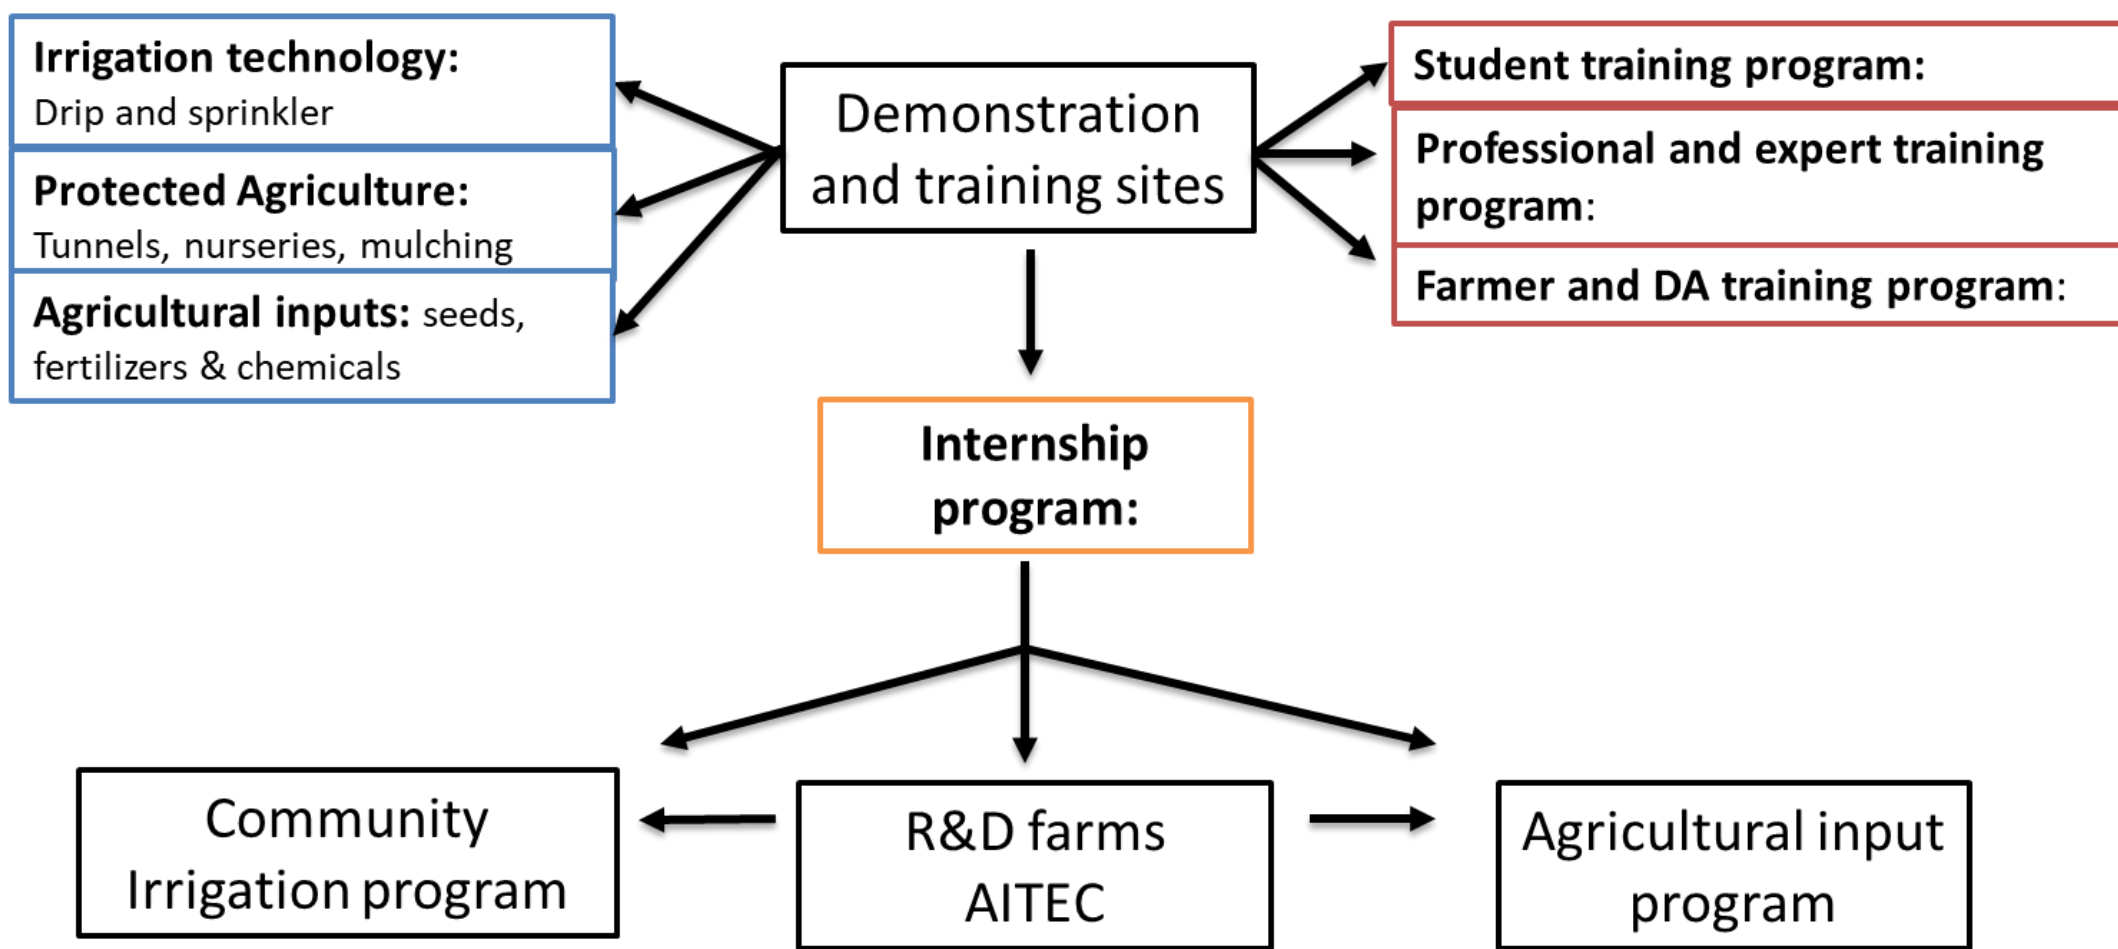 Irrigation technology:
Drip and sprinkler
Protected Agriculture:
Tunnels, nurseries, mulching
Agricultural inputs: seeds,
fertilizers & chemicals
Demonstration
and training sites
Student training program:
Professional and expert training
program:
Farmer and DA training program:
Internship
program:
Community
Irrigation program
R&D farms
AITEC
Agricultural input
program